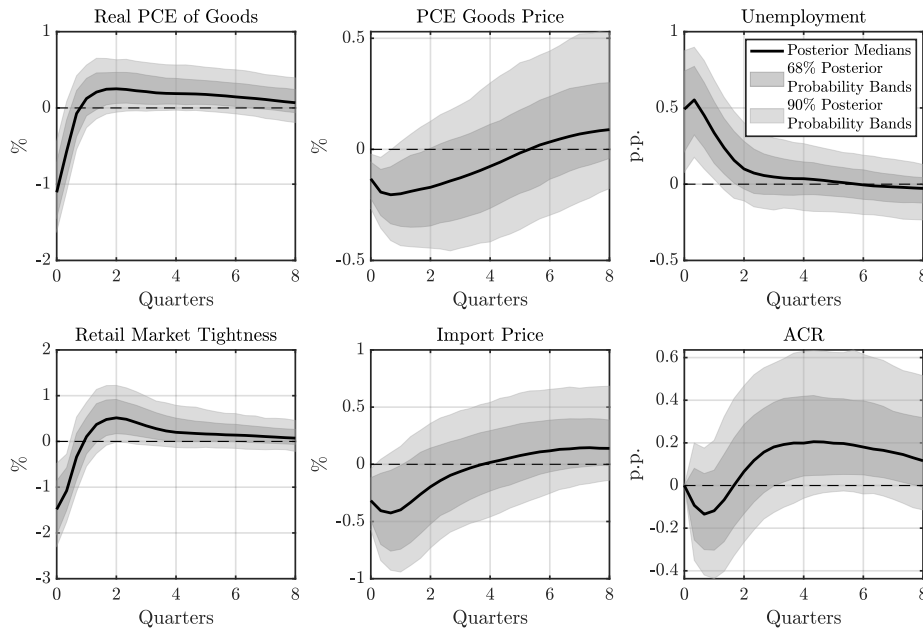 Real PCE of Goods
1
0
-1
-2
%
0 2 4 6 8
Quarters
PCE Goods Price
0.5
0
-0.5
%
0 2 4 6 8
Quarters
Unemployment
1
0.5
0
-0.5
p.p.
Posterior Medians
68% Posterior
Probability Bands
90% Posterior
Probability Bands
0 2 4 6 8
Quarters
Retail Market Tightness
2
1
0
-1
-2
-3
%
0 2 4 6 8
Quarters
Import Price
1
0.5
0
-0.5
-1
%
0 2 4 6 8
Quarters
ACR
0.6
0.4
0.2
0
-0.2
-0.4
p.p.
0 2 4 6 8
Quarters